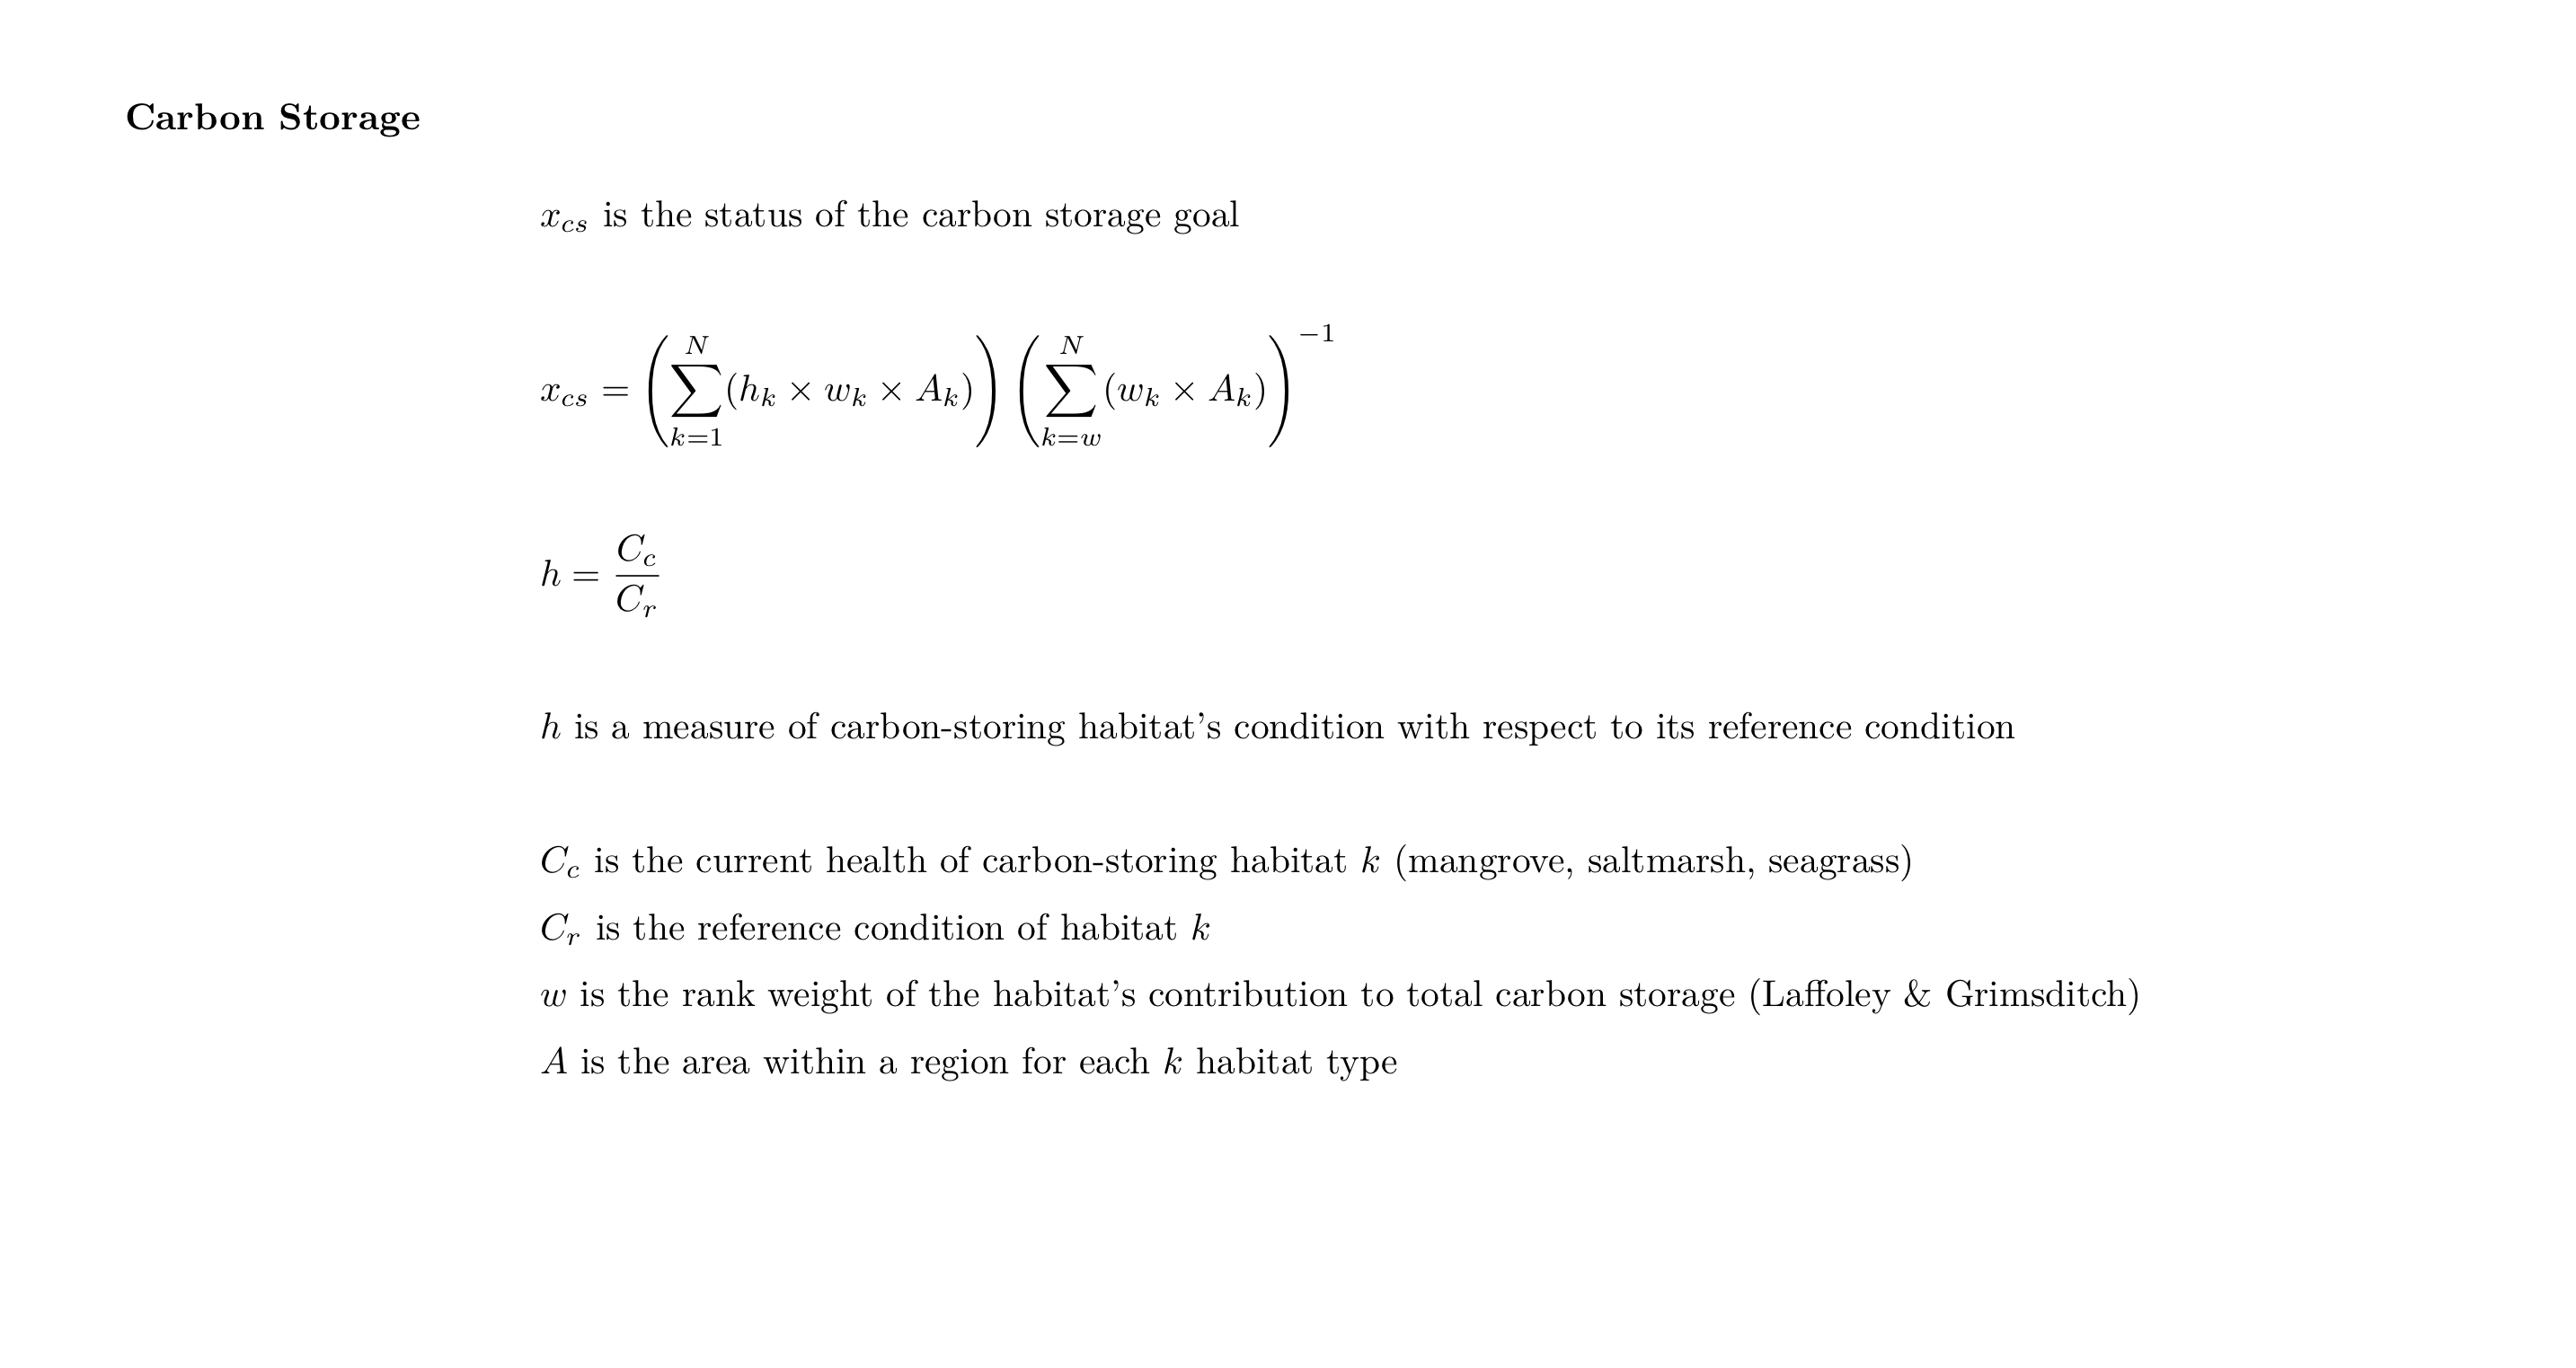 Carbon Storage
x_{cs} is the status of the carbon storage goal
x_{cs} = \left( \sum_{k=1}^{N} (h_k \times w_k \times A_k) \right) \left( \sum_{k=w}^{N} (w_k \times A_k) \right)^{-1}
h = \frac{C_c}{C_r}
h is a measure of carbon-storing habitat's condition with respect to its reference condition
C_c is the current health of carbon-storing habitat k (mangrove, saltmarsh, seagrass)
C_r is the reference condition of habitat k
w is the rank weight of the habitat's contribution to total carbon storage (Laffoley & Grimsditch)
A is the area within a region for each k habitat type